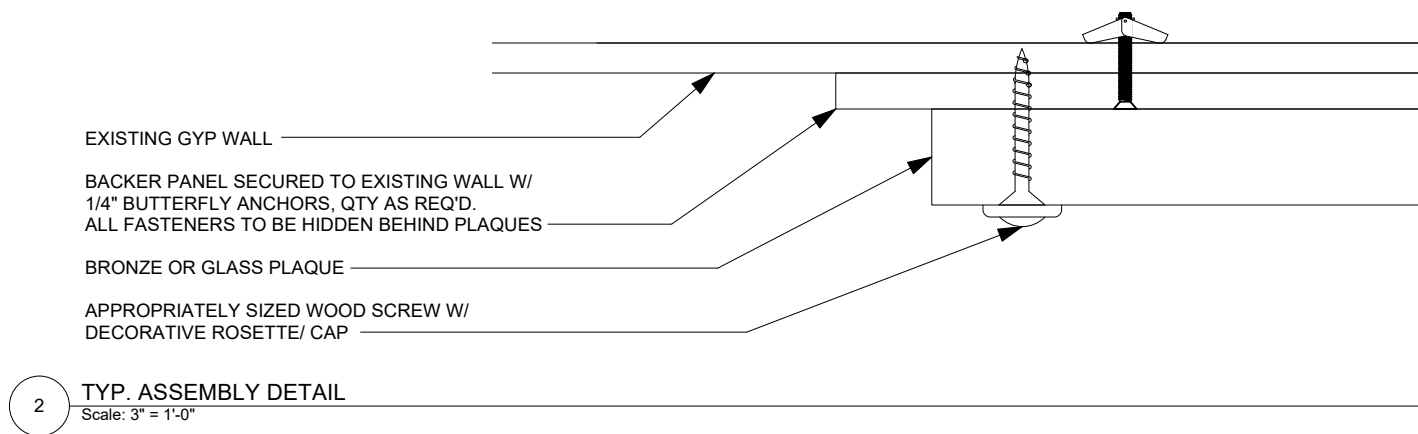 EXISTING GYP WALL
BACKER PANEL SECURED TO EXISTING WALL W/
1/4" BUTTERFLY ANCHORS, QTY AS REQ'D.
ALL FASTENERS TO BE HIDDEN BEHIND PLAQUES
BRONZE OR GLASS PLAQUE
APPROPRIATELY SIZED WOOD SCREW W/
DECORATIVE ROSETTE/ CAP
2
TYP. ASSEMBLY DETAIL
Scale: 3" = 1'-0"